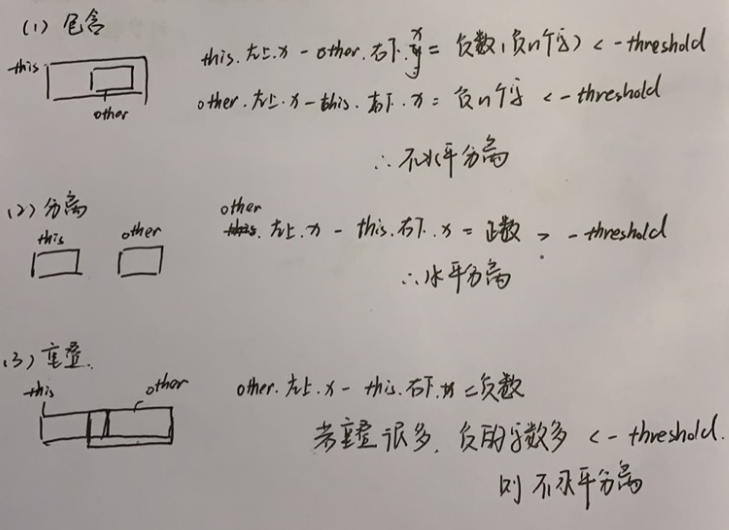 (1) 包含
this
other
this.左上.x - other.右下.x = 负数(负n个字) < -threshold
other.左上.x - this.右下.x = 负n个字 < -threshold
∴ 不水平分离
(2) 分离
this
other
other.左上.x - this.右下.x = 正数 > -threshold
∴ 水平分离
(3) 重叠.
this
other
other.左上.x - this.右下.x = 负数
若重叠很多, 负的字数多 < -threshold.
则 不水平分离